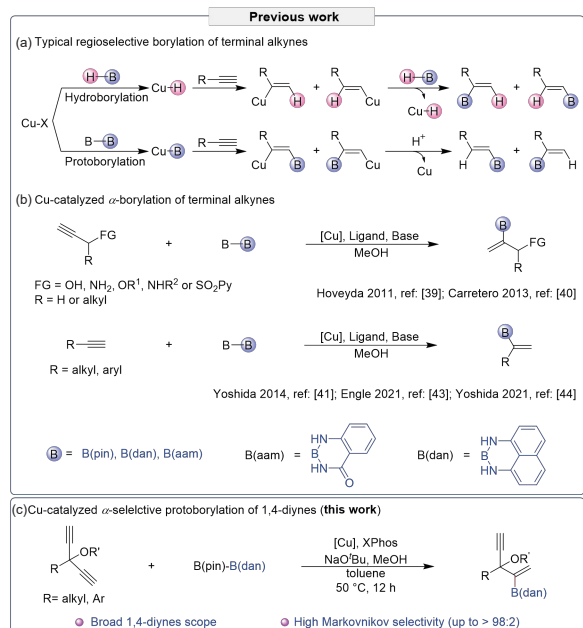 Previous work
(a) Typical regioselective borylation of terminal alkynes
H B
Hydroborylation
Cu-H
R
R
Cu H
+
R
H Cu
H B
Cu-H
R
B H
+
R
H B
Cu-X
B-B
Protoborylation
Cu-B
R
R
Cu B
+
R
B Cu
H+
Cu
R
H B
+
R
B H
(b) Cu-catalyzed α-borylation of terminal alkynes
FG
R
+
B-B
[Cu], Ligand, Base
MeOH
B
FG
R
FG = OH, NH2, OR1, NHR2 or SO2Py
R = H or alkyl
Hoveyda 2011, ref: [39]; Carretero 2013, ref: [40]
R
+
B-B
[Cu], Ligand, Base
MeOH
B
R
R = alkyl, aryl
Yoshida 2014, ref: [41]; Engle 2021, ref: [43]; Yoshida 2021, ref: [44]
B = B(pin), B(dan), B(aam)
B(aam) =
HN
B
HN
O
B(dan) =
HN
B
HN
(c)Cu-catalyzed α-selelctive protoborylation of 1,4-diynes (this work)
OR'
R
+
B(pin)-B(dan)
[Cu], XPhos
NaOtBu, MeOH
toluene
50 °C, 12 h
OR'
R
B(dan)
R= alkyl, Ar
Broad 1,4-diynes scope
High Markovnikov selectivity (up to > 98:2)